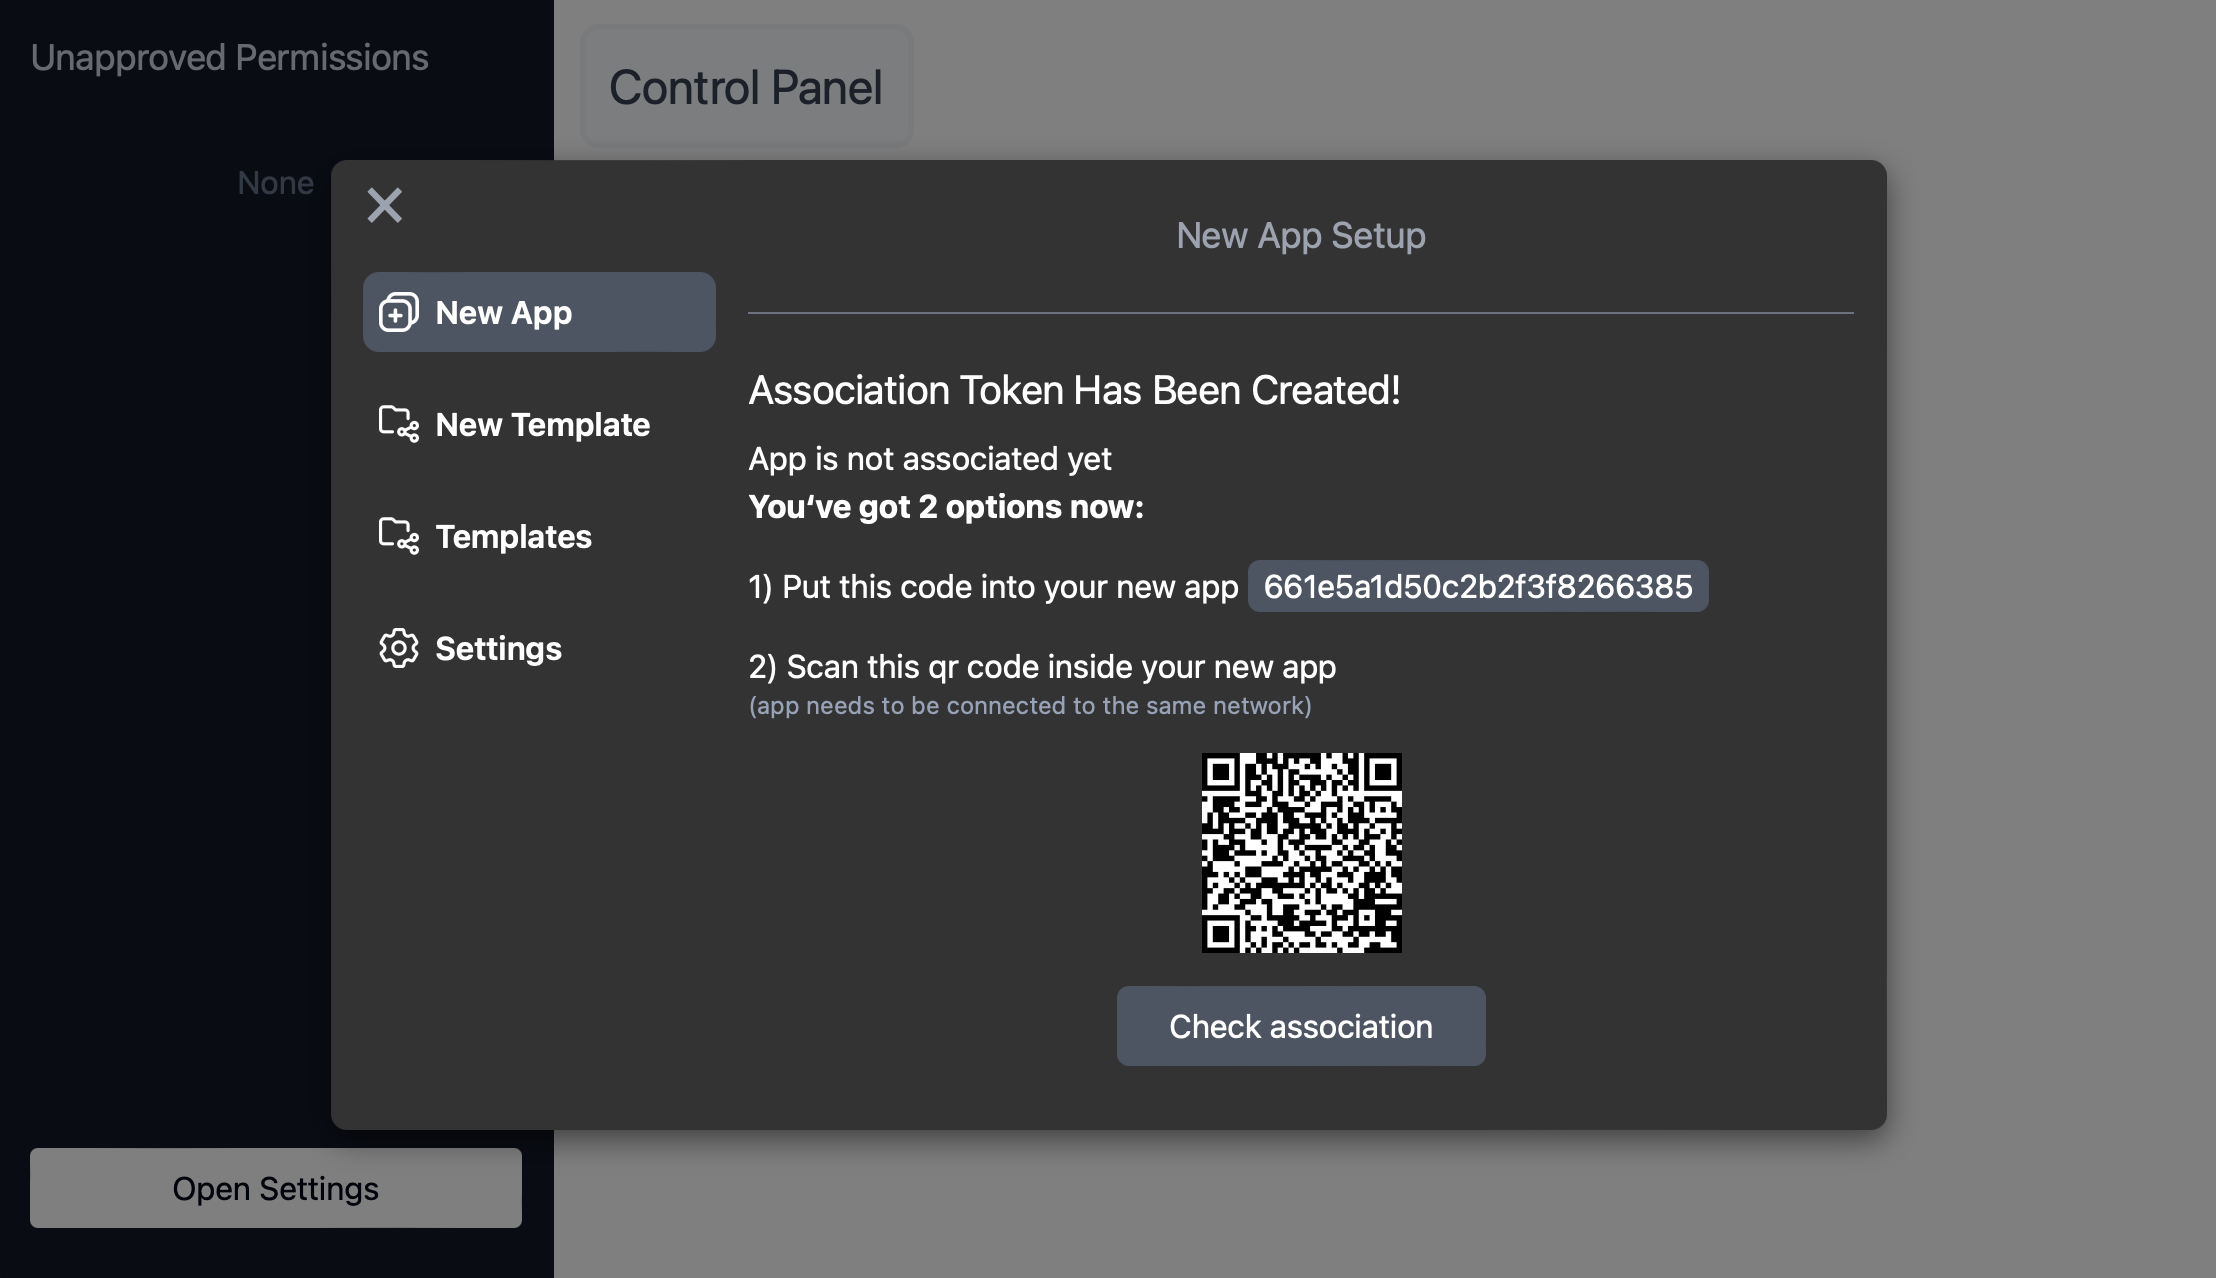 Unapproved Permissions
None
Open Settings
Control Panel
New App
New Template
Templates
Settings
New App Setup
Association Token Has Been Created!
App is not associated yet
You‘ve got 2 options now:
1) Put this code into your new app 661e5a1d50c2b2f3f8266385
2) Scan this qr code inside your new app
(app needs to be connected to the same network)
Check association